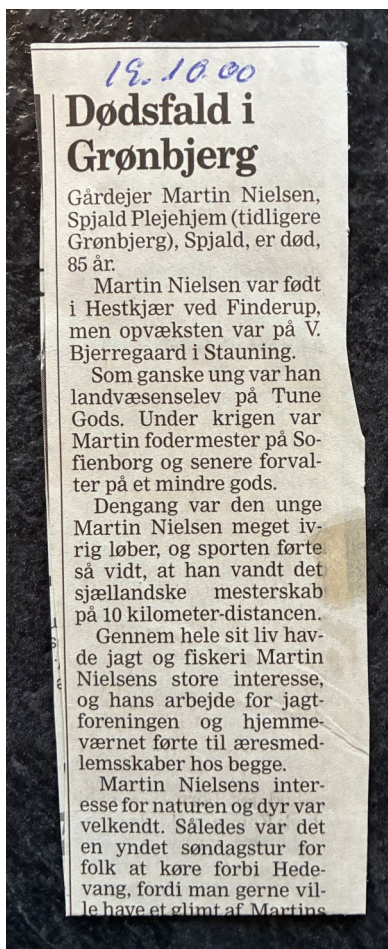 19.10.00
Dødsfald i
Grønbjerg
Gårdejer Martin Nielsen,
Spjald Plejehjem (tidligere
Grønbjerg), Spjald, er død,
85 år.
Martin Nielsen var født
i Hestkjær ved Finderup,
men opvæksten var på V.
Bjerregaard i Stauning.
Som ganske ung var han
landvæsenselev på Tune
Gods. Under krigen var
Martin fodermester på So-
fienborg og senere forval-
ter på et mindre gods.
Dengang var den unge
Martin Nielsen meget iv-
rig løber, og sporten førte
så vidt, at han vandt det
sjællandske mesterskab
på 10 kilometer-distancen.
Gennem hele sit liv hav-
de jagt og fiskeri Martin
Nielsens store interesse,
og hans arbejde for jagt-
foreningen og hjemme-
værnet førte til æresmed-
lemsskaber hos begge.
Martin Nielsens inter-
esse for naturen og dyr var
velkendt. Således var det
en yndet søndagstur for
folk at køre forbi Hede-
vang, fordi man gerne vil-
le have et glimt af Martins